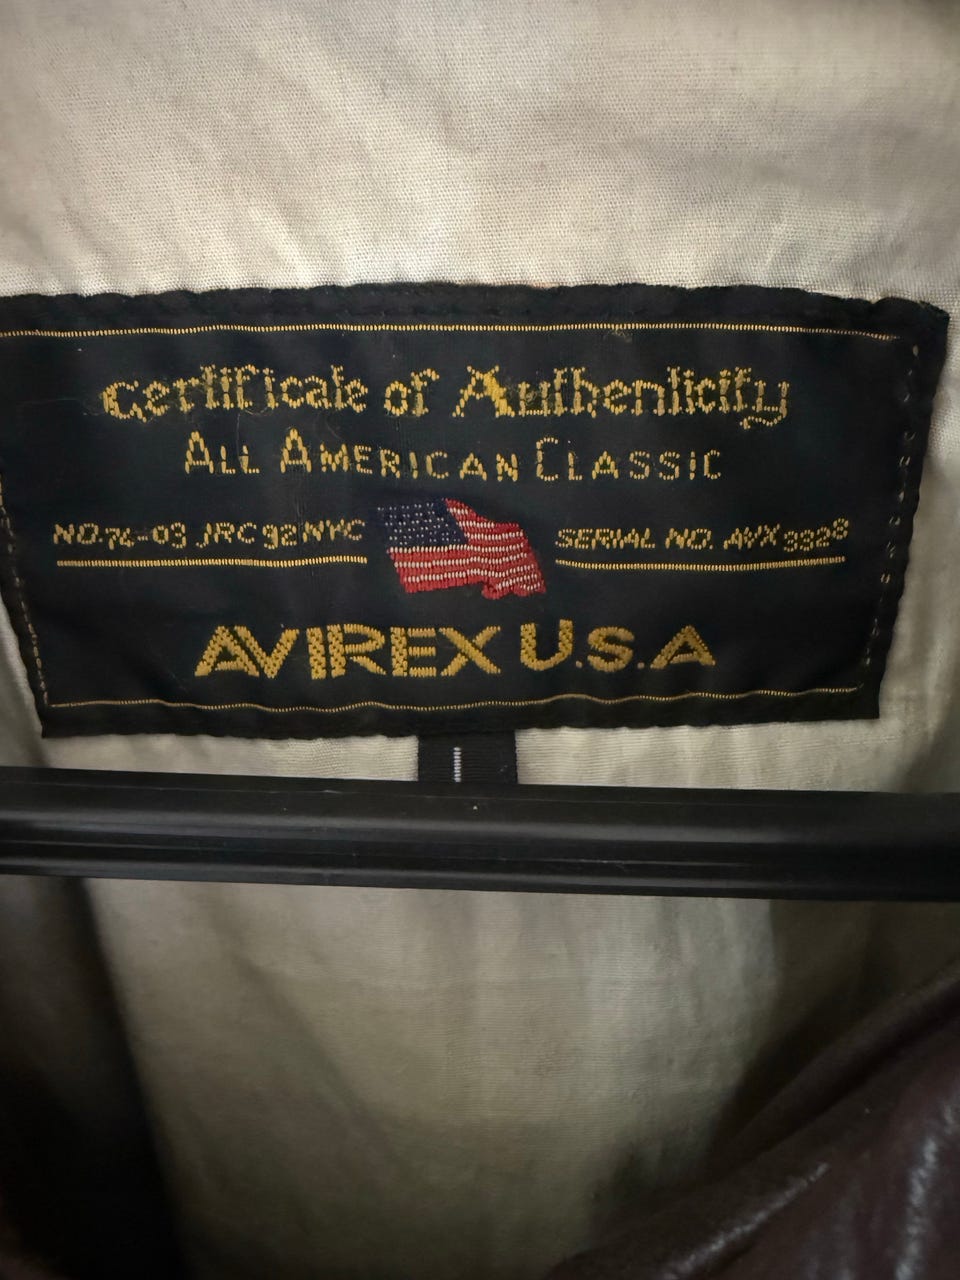 Certificate of Authenticity
ALL AMERICAN CLASSIC
NO. 74-03 JRC 92 NYC SERIAL NO. AVX 3328
AVIREX U.S.A